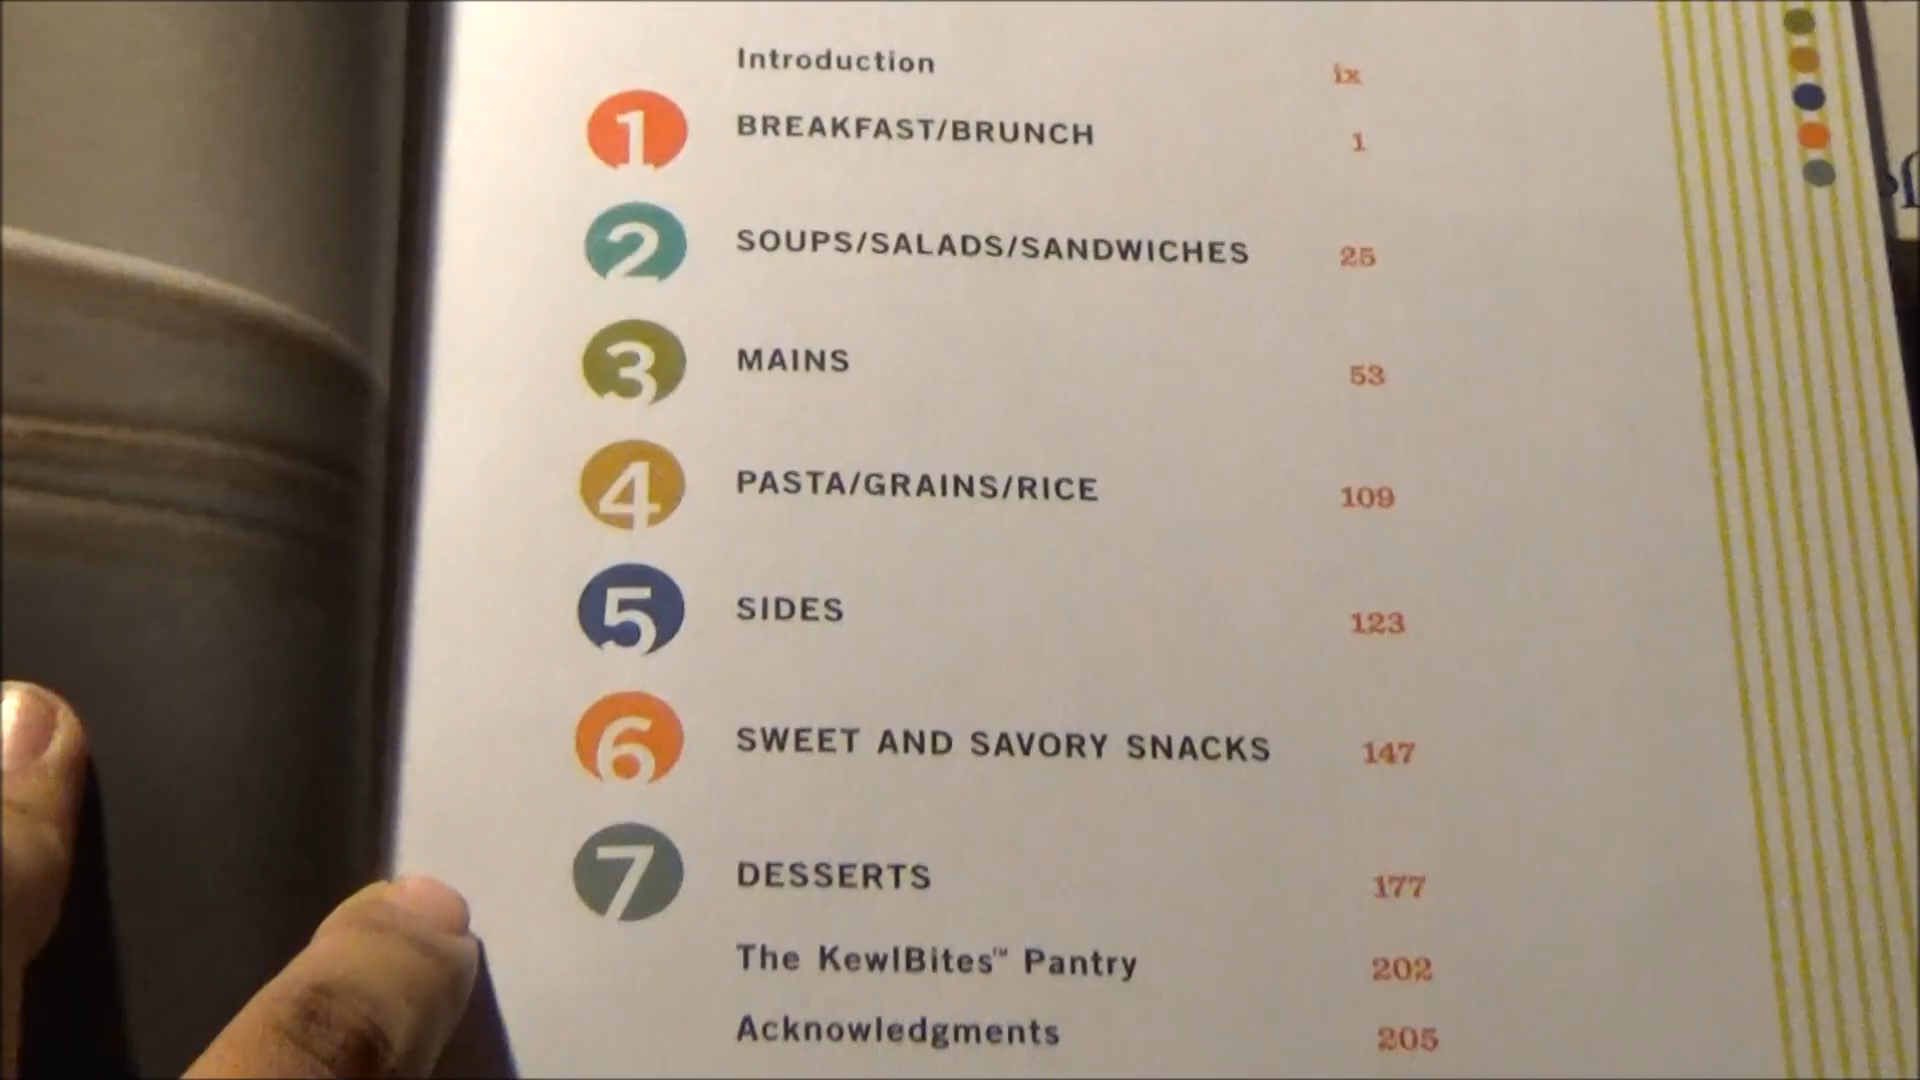 Introduction ix
1 BREAKFAST/BRUNCH 1
2 SOUPS/SALADS/SANDWICHES 25
3 MAINS 53
4 PASTA/GRAINS/RICE 109
5 SIDES 123
6 SWEET AND SAVORY SNACKS 147
7 DESSERTS 177
The KewlBites™ Pantry 202
Acknowledgments 205